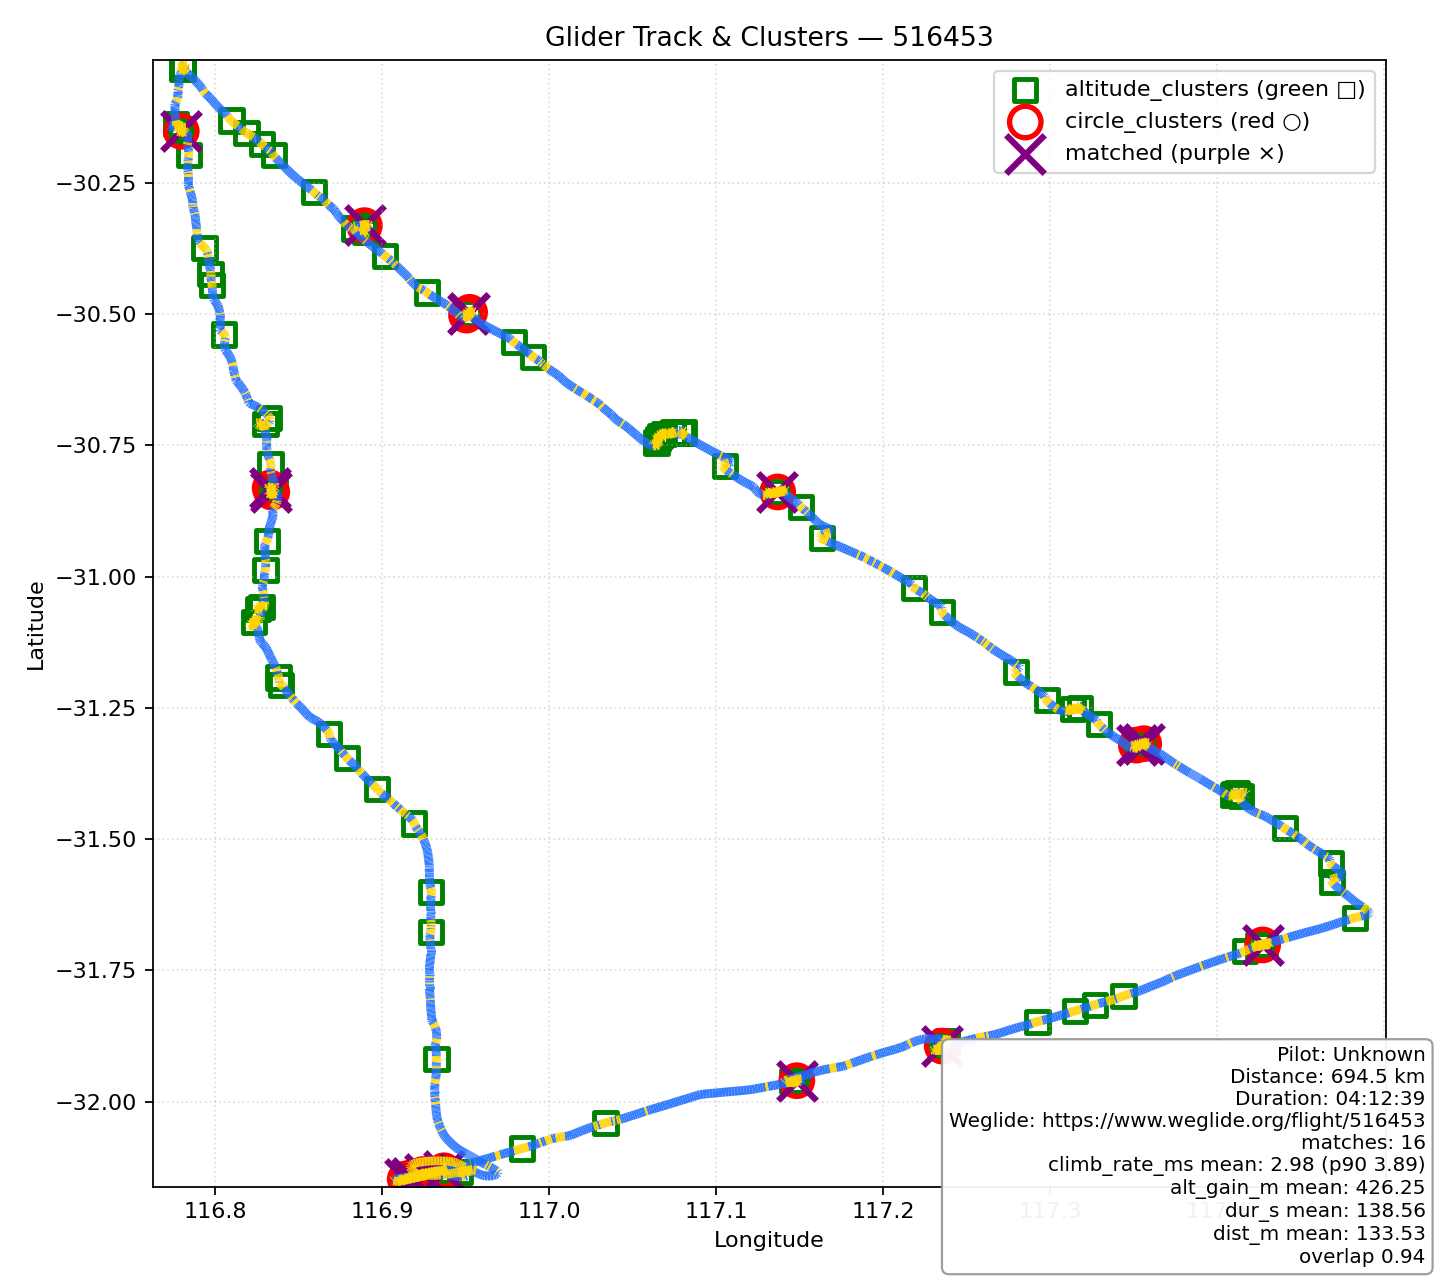 Glider Track & Clusters — 516453
altitude_clusters (green □)
circle_clusters (red ○)
matched (purple ×)
Latitude
−30.25
−30.50
−30.75
−31.00
−31.25
−31.50
−31.75
−32.00
116.8
116.9
117.0
117.1
117.2
117.3
Longitude
Pilot: Unknown
Distance: 694.5 km
Duration: 04:12:39
Weglide: https://www.weglide.org/flight/516453
matches: 16
climb_rate_ms mean: 2.98 (p90 3.89)
alt_gain_m mean: 426.25
dur_s mean: 138.56
dist_m mean: 133.53
overlap 0.94